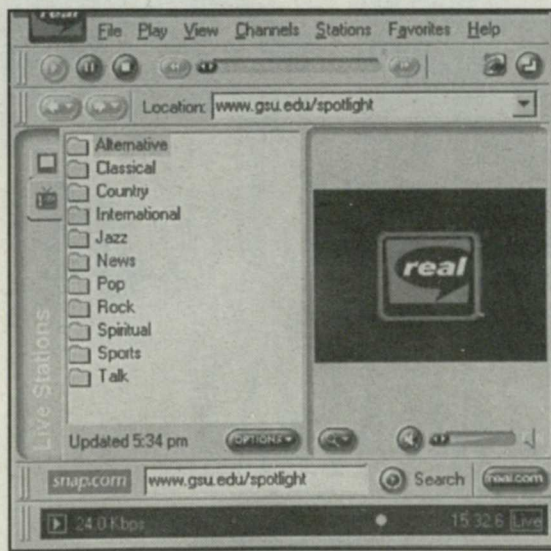 real
File Play View Channels Stations Favorites Help
Location: www.gsu.edu/spotlight
Live Stations
Alternative
Classical
Country
International
Jazz
News
Pop
Rock
Spiritual
Sports
Talk
real
Updated 5:34 pm OPTIONS
snap.com www.gsu.edu/spotlight Search real.com
24.0 Kbps 15:32.6 Live